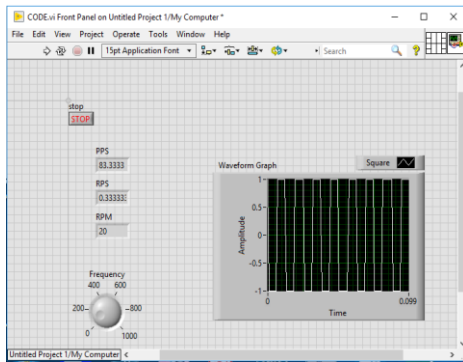 CODE.vi Front Panel on Untitled Project 1/My Computer *
File Edit View Project Operate Tools Window Help
15pt Application Font Search
stop
STOP
PPS
83.3333
RPS
0.33333
RPM
20
Waveform Graph Square
1
0.5
0
-0.5
-1
Amplitude
0 0.099
Time
Frequency
400 600
200 800
0 1000
Untitled Project 1/My Computer